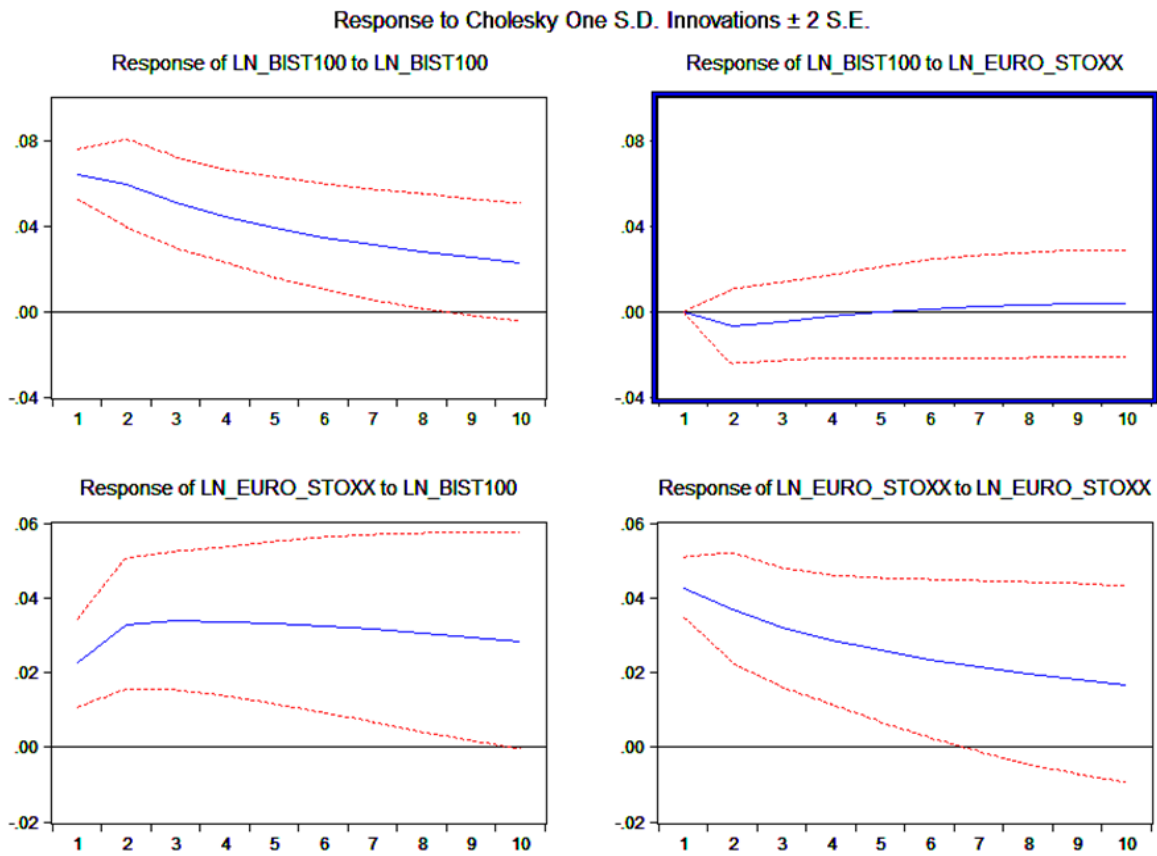 Response to Cholesky One S.D. Innovations ± 2 S.E.
Response of LN_BIST100 to LN_BIST100
.08
.04
.00
-.04
1 2 3 4 5 6 7 8 9 10
Response of LN_BIST100 to LN_EURO_STOXX
.08
.04
.00
-.04
1 2 3 4 5 6 7 8 9 10
Response of LN_EURO_STOXX to LN_BIST100
.06
.04
.02
.00
-.02
1 2 3 4 5 6 7 8 9 10
Response of LN_EURO_STOXX to LN_EURO_STOXX
.06
.04
.02
.00
-.02
1 2 3 4 5 6 7 8 9 10